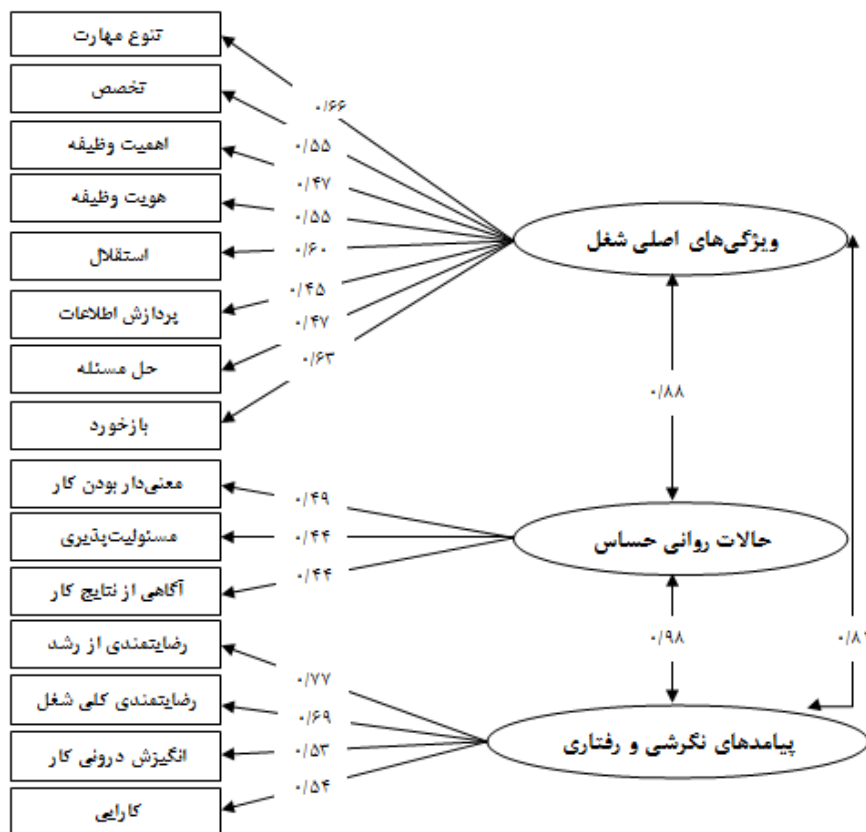 تنوع مهارت
تخصص
اهمیت وظیفه
هویت وظیفه
استقلال
پردازش اطلاعات
حل مسئله
بازخورد
معنی‌دار بودن کار
مسئولیت‌پذیری
آگاهی از نتایج کار
رضایتمندی از رشد
رضایتمندی کلی شغل
انگیزش درونی کار
کارایی
۰/۶۶
۰/۵۵
۰/۴۷
۰/۵۵
۰/۶۰
۰/۴۵
۰/۴۷
۰/۶۳
۰/۴۹
۰/۴۴
۰/۴۴
۰/۷۷
۰/۶۹
۰/۵۳
۰/۵۴
ویژگی‌های اصلی شغل
۰/۸۸
حالات روانی حساس
۰/۹۸
پیامدهای نگرشی و رفتاری